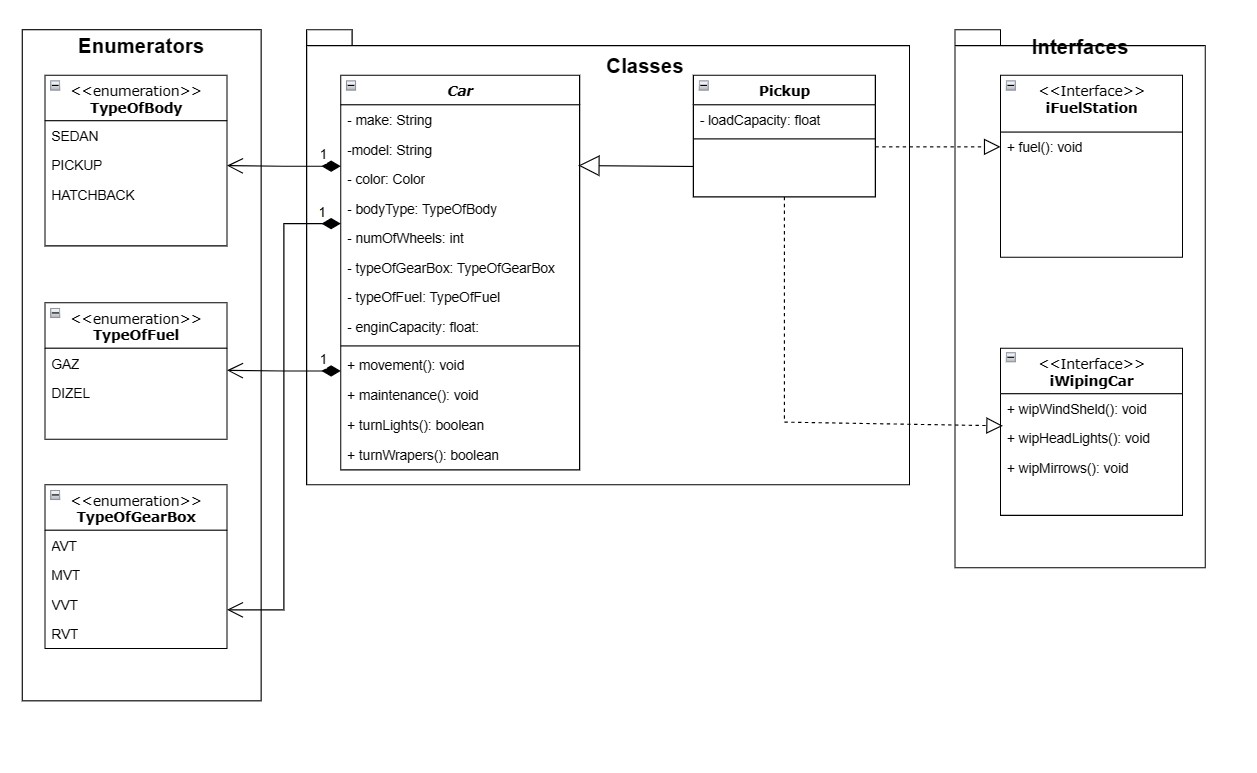 Enumerators
<<enumeration>>
TypeOfBody
SEDAN
PICKUP
HATCHBACK
<<enumeration>>
TypeOfFuel
GAZ
DIZEL
<<enumeration>>
TypeOfGearBox
AVT
MVT
VVT
RVT
1
1
1
Classes
Car
- make: String
-model: String
- color: Color
- bodyType: TypeOfBody
- numOfWheels: int
- typeOfGearBox: TypeOfGearBox
- typeOfFuel: TypeOfFuel
- enginCapacity: float:
+ movement(): void
+ maintenance(): void
+ turnLights(): boolean
+ turnWrapers(): boolean
Pickup
- loadCapacity: float
Interfaces
<<Interface>>
iFuelStation
+ fuel(): void
<<Interface>>
iWipingCar
+ wipWindSheld(): void
+ wipHeadLights(): void
+ wipMirrows(): void